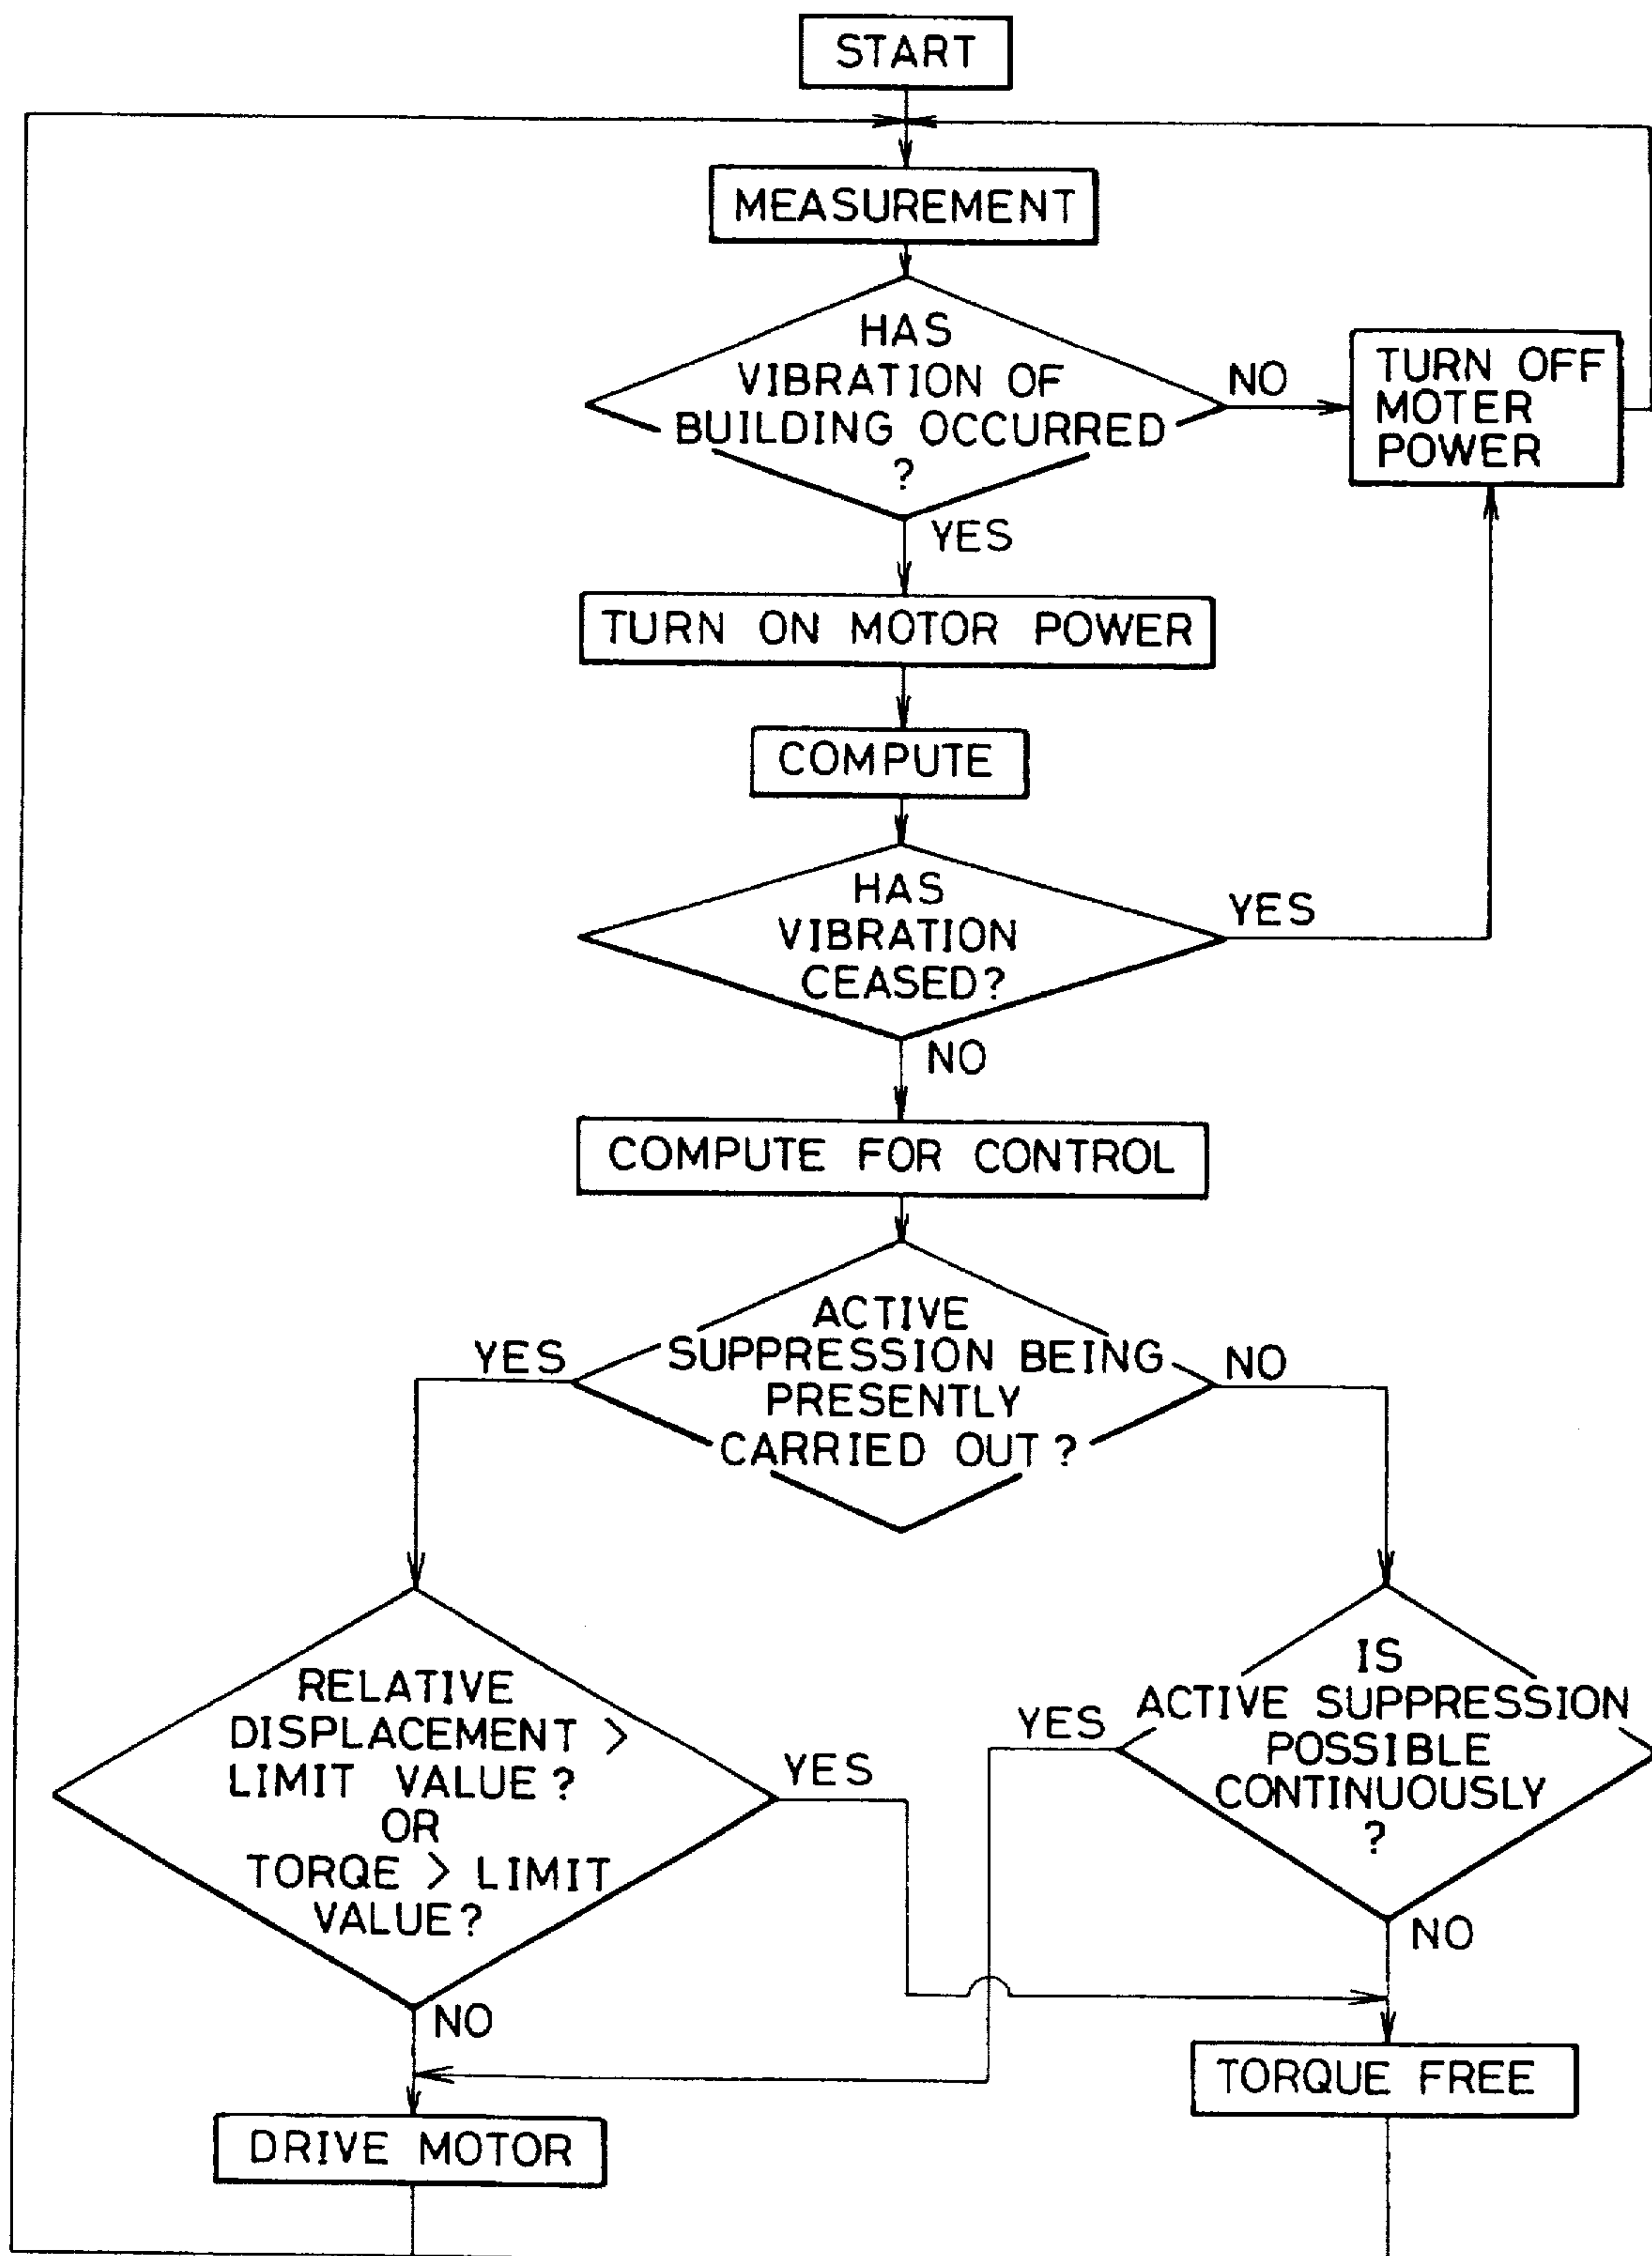 START
MEASUREMENT
HAS
VIBRATION OF
BUILDING OCCURRED
?
NO
TURN OFF
MOTER
POWER
YES
TURN ON MOTOR POWER
COMPUTE
HAS
VIBRATION
CEASED?
YES
NO
COMPUTE FOR CONTROL
ACTIVE
SUPPRESSION BEING
PRESENTLY
CARRIED OUT?
YES
NO
RELATIVE
DISPLACEMENT >
LIMIT VALUE?
OR
TORQE > LIMIT
VALUE?
YES
NO
IS
ACTIVE SUPPRESSION
POSSIBLE
CONTINUOUSLY
?
YES
NO
TORQUE FREE
DRIVE MOTOR